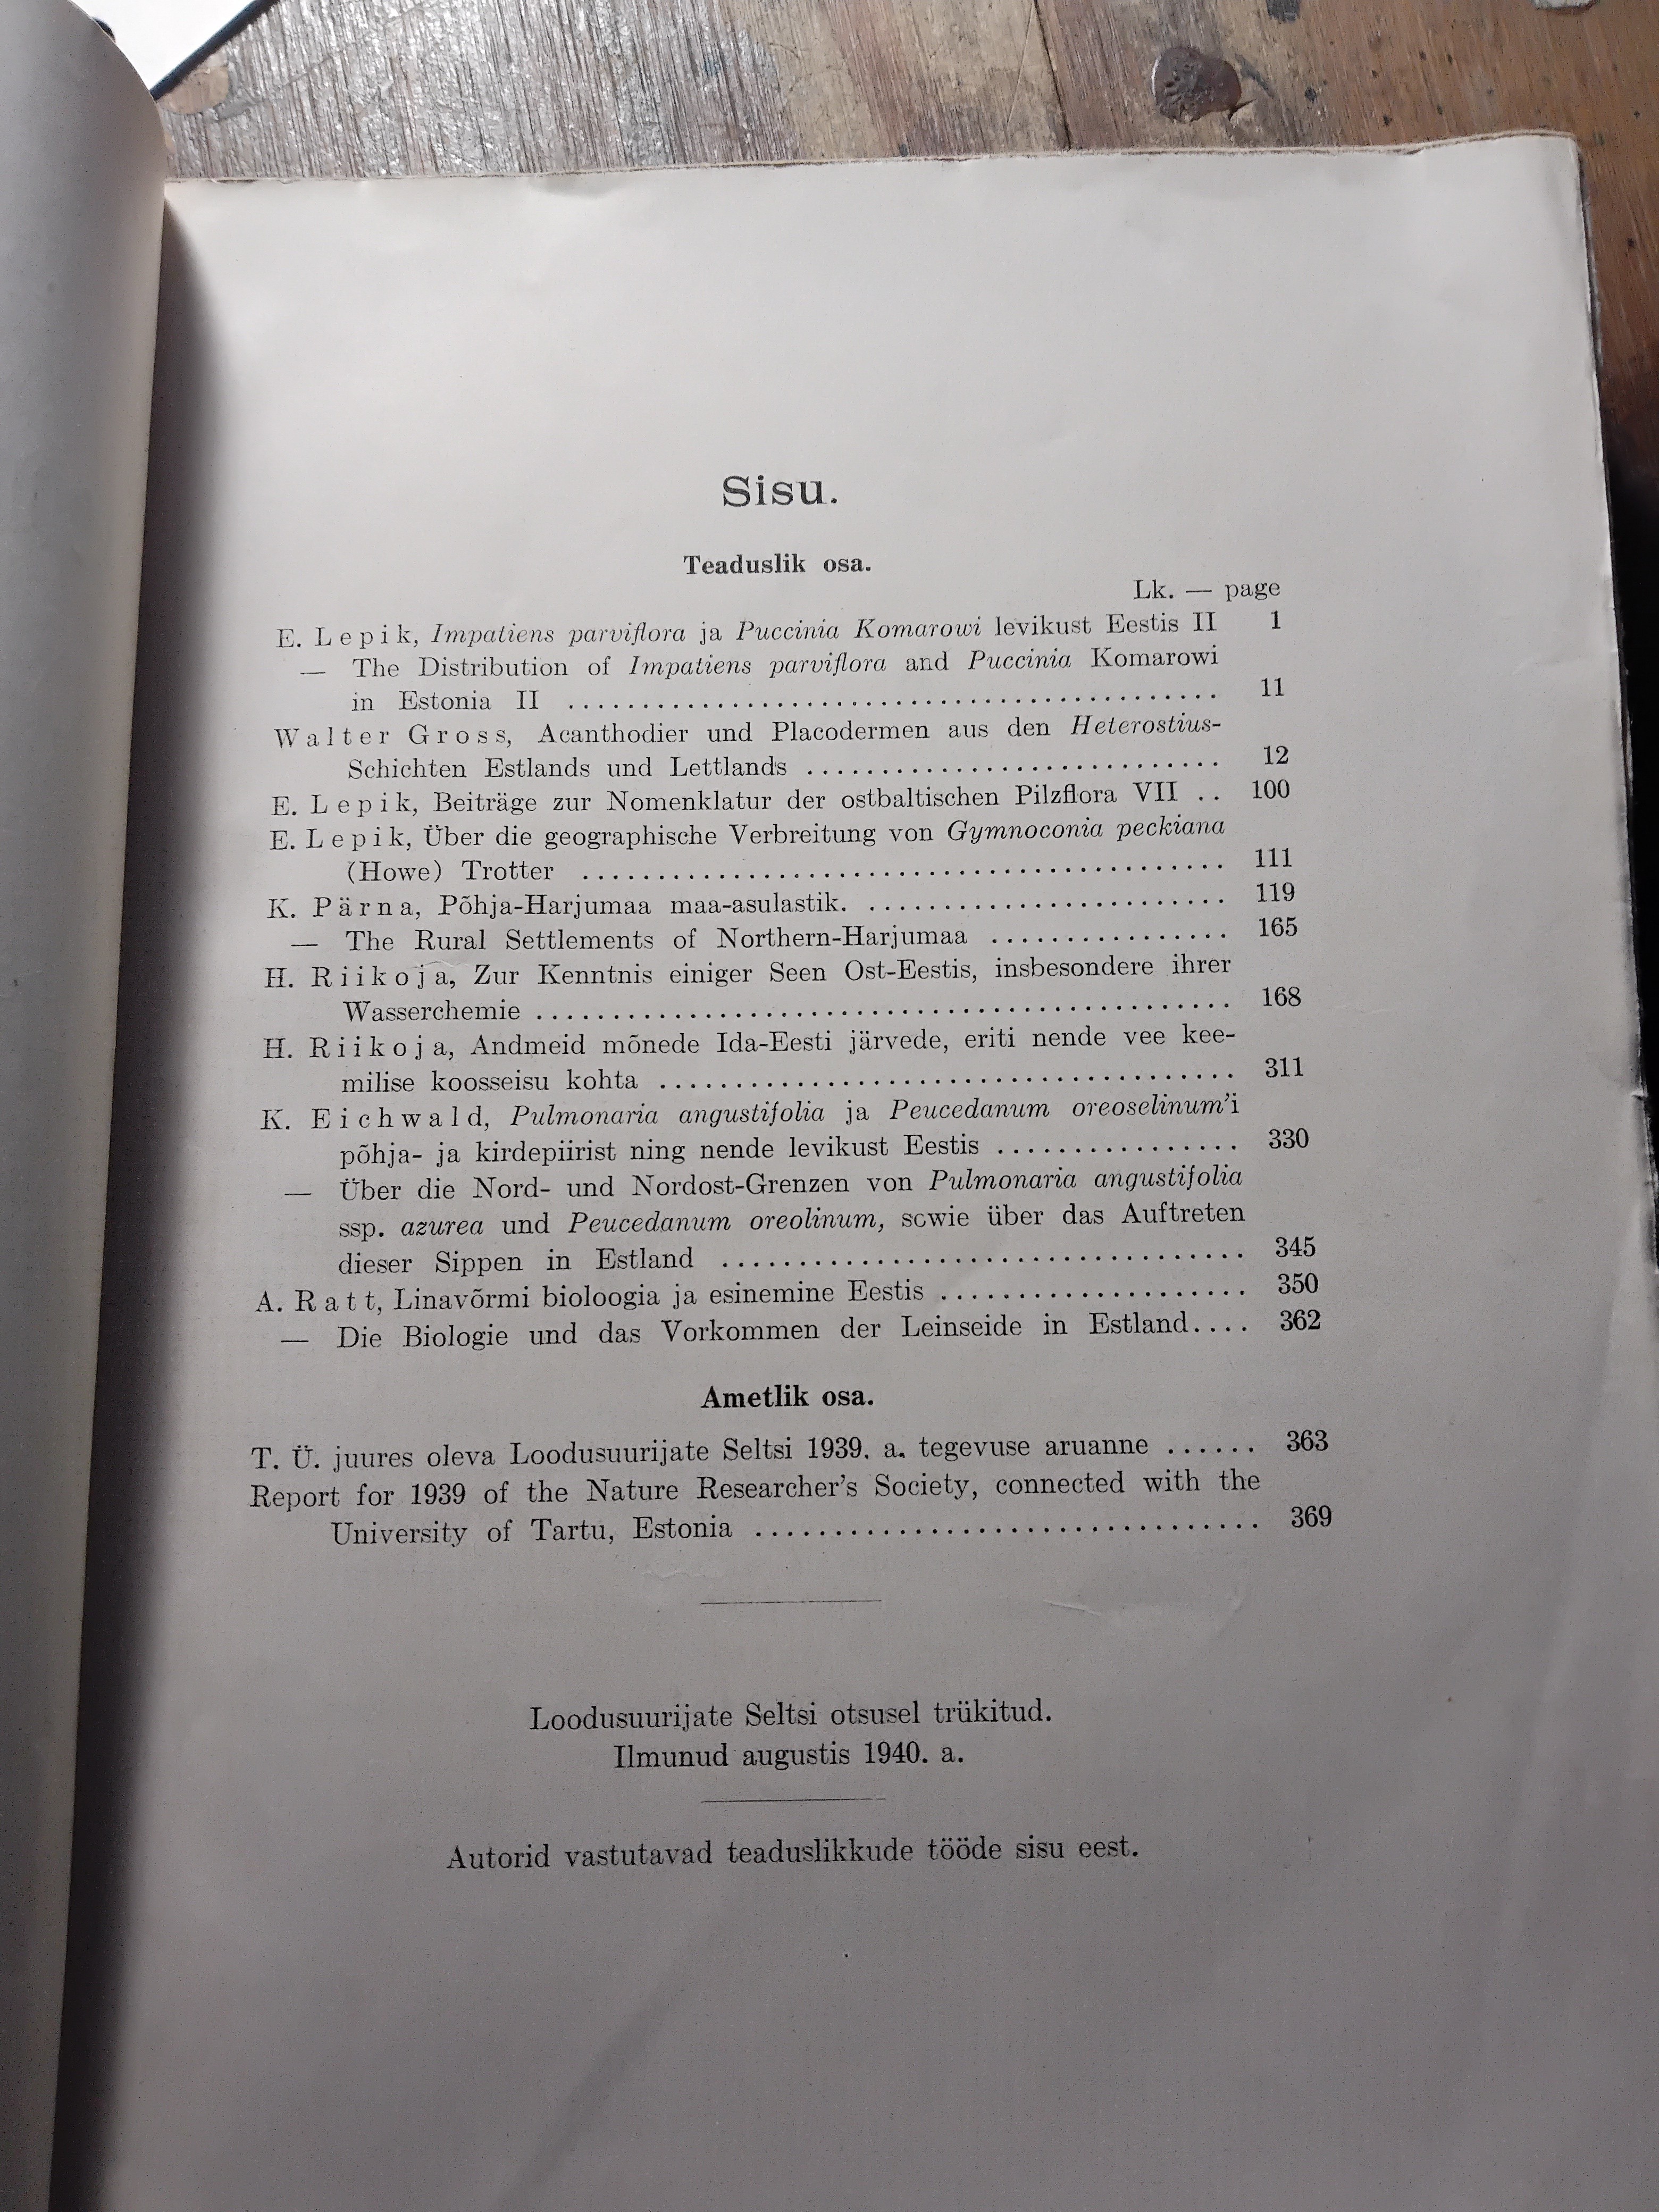 Sisu.
Teaduslik osa.
Lk. — page
E. Lepik, Impatiens parviflora ja Puccinia Komarowi levikust Eestis II 1
— The Distribution of Impatiens parviflora and Puccinia Komarowi
in Estonia II ........................................... 11
Walter Gross, Acanthodier und Placodermen aus den Heterostius-
Schichten Estlands und Lettlands ............................ 12
E. Lepik, Beiträge zur Nomenklatur der ostbaltischen Pilzflora VII .. 100
E. Lepik, Über die geographische Verbreitung von Gymnoconia peckiana
(Howe) Trotter ........................................... 111
K. Pärna, Põhja-Harjumaa maa-asulastik. ........................ 119
— The Rural Settlements of Northern-Harjumaa ................ 165
H. Riikoja, Zur Kenntnis einiger Seen Ost-Eestis, insbesondere ihrer
Wasserchemie .............................................. 168
H. Riikoja, Andmeid mõnede Ida-Eesti järvede, eriti nende vee kee-
milise koosseisu kohta ...................................... 311
K. Eichwald, Pulmonaria angustifolia ja Peucedanum oreoselinum'i
põhja- ja kirdepiirist ning nende levikust Eestis ................ 330
— Über die Nord- und Nordost-Grenzen von Pulmonaria angustifolia
ssp. azurea und Peucedanum oreolinum, sowie über das Auftreten
dieser Sippen in Estland .................................. 345
A. Ratt, Linavõrmi bioloogia ja esinemine Eestis .................... 350
— Die Biologie und das Vorkommen der Leinseide in Estland.... 362
Ametlik osa.
T. Ü. juures oleva Loodusuurijate Seltsi 1939. a. tegevuse aruanne ...... 363
Report for 1939 of the Nature Researcher's Society, connected with the
University of Tartu, Estonia ................................ 369
Loodusuurijate Seltsi otsusel trükitud.
Ilmunud augustis 1940. a.
Autorid vastutavad teaduslikkude tööde sisu eest.